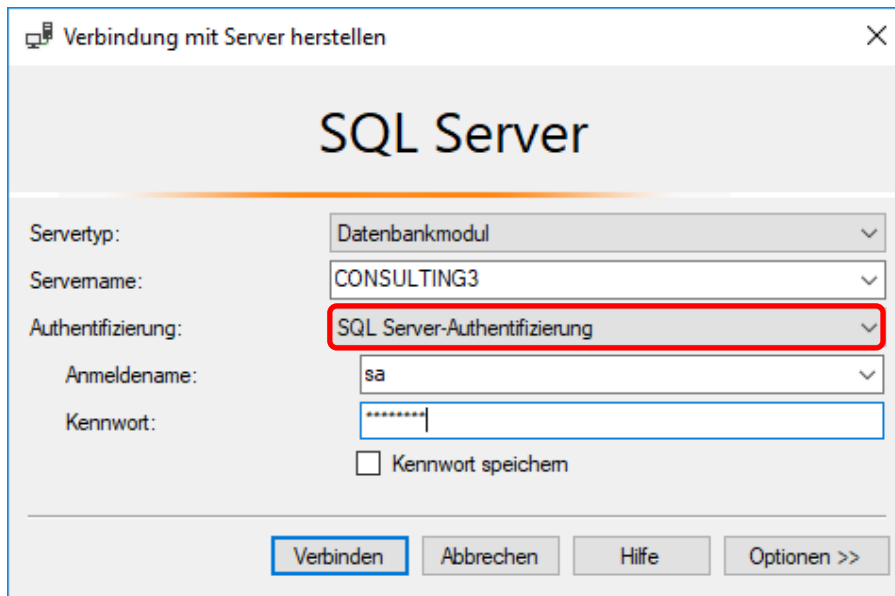 Verbindung mit Server herstellen
SQL Server
Servertyp: Datenbankmodul
Servername: CONSULTING3
Authentifizierung: SQL Server-Authentifizierung
Anmeldename: sa
Kennwort: ********
Kennwort speichern
Verbinden Abbrechen Hilfe Optionen >>